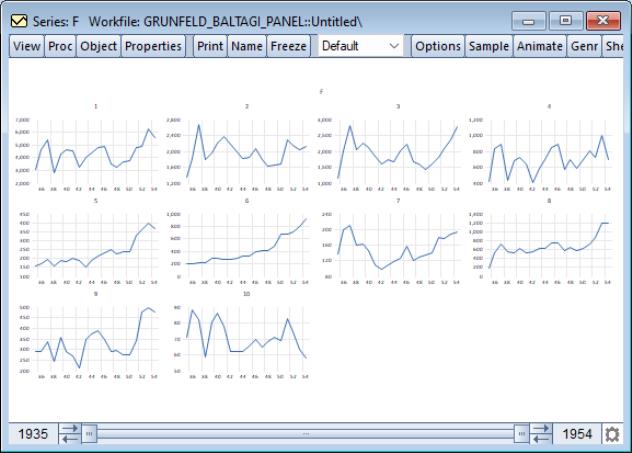 Series: F Workfile: GRUNFELD_BALTAGI_PANEL::Untitled\
View Proc Object Properties Print Name Freeze Default Options Sample Animate Genr She
F
1 2 3 4
7,000 2,800 3,000 1,200
6,000
5,000 2,400 2,500 1,000
4,000 2,000 2,000 800
3,000 1,600 1,500 600
2,000 1,200 1,000 400
36 38 40 42 44 46 48 50 52 54 36 38 40 42 44 46 48 50 52 54 36 38 40 42 44 46 48 50 52 54 36 38 40 42 44 46 48 50 52 54
5 6 7 8
450 1,000 240 1,400
400 1,200
350 800 200 1,000
300 600 160 800
250 600
200 400 120 400
150 200 200
100 0 80 0
36 38 40 42 44 46 48 50 52 54 36 38 40 42 44 46 48 50 52 54 36 38 40 42 44 46 48 50 52 54 36 38 40 42 44 46 48 50 52 54
9 10
500 90
450
400 80
350 70
300 60
250
200 50
36 38 40 42 44 46 48 50 52 54 36 38 40 42 44 46 48 50 52 54
1935 1954